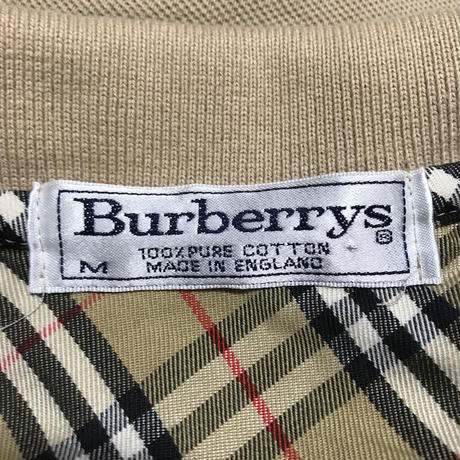 Burberrys®
100% PURE COTTON
M MADE IN ENGLAND